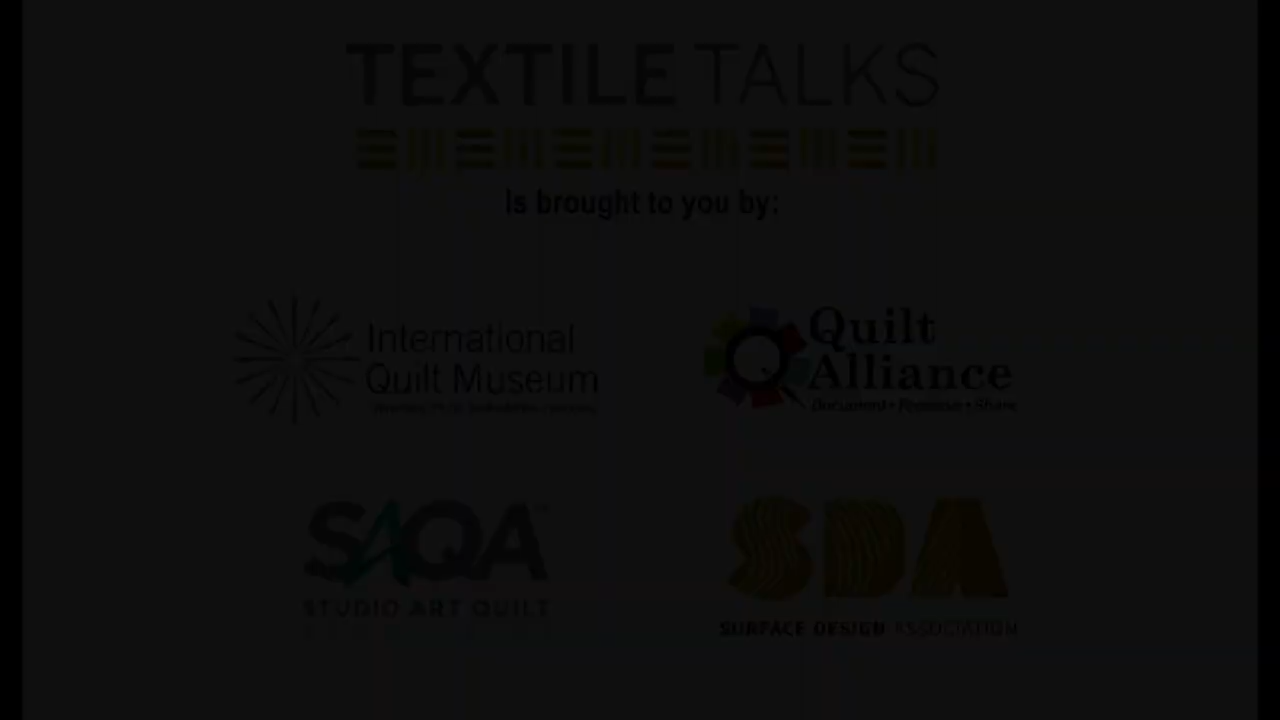 TEXTILE TALKS
Is brought to you by:
International
Quilt Museum
Quilt
Alliance
Document • Preserve • Share
SAQA
STUDIO ART QUILT
SDA
SURFACE DESIGN ASSOCIATION